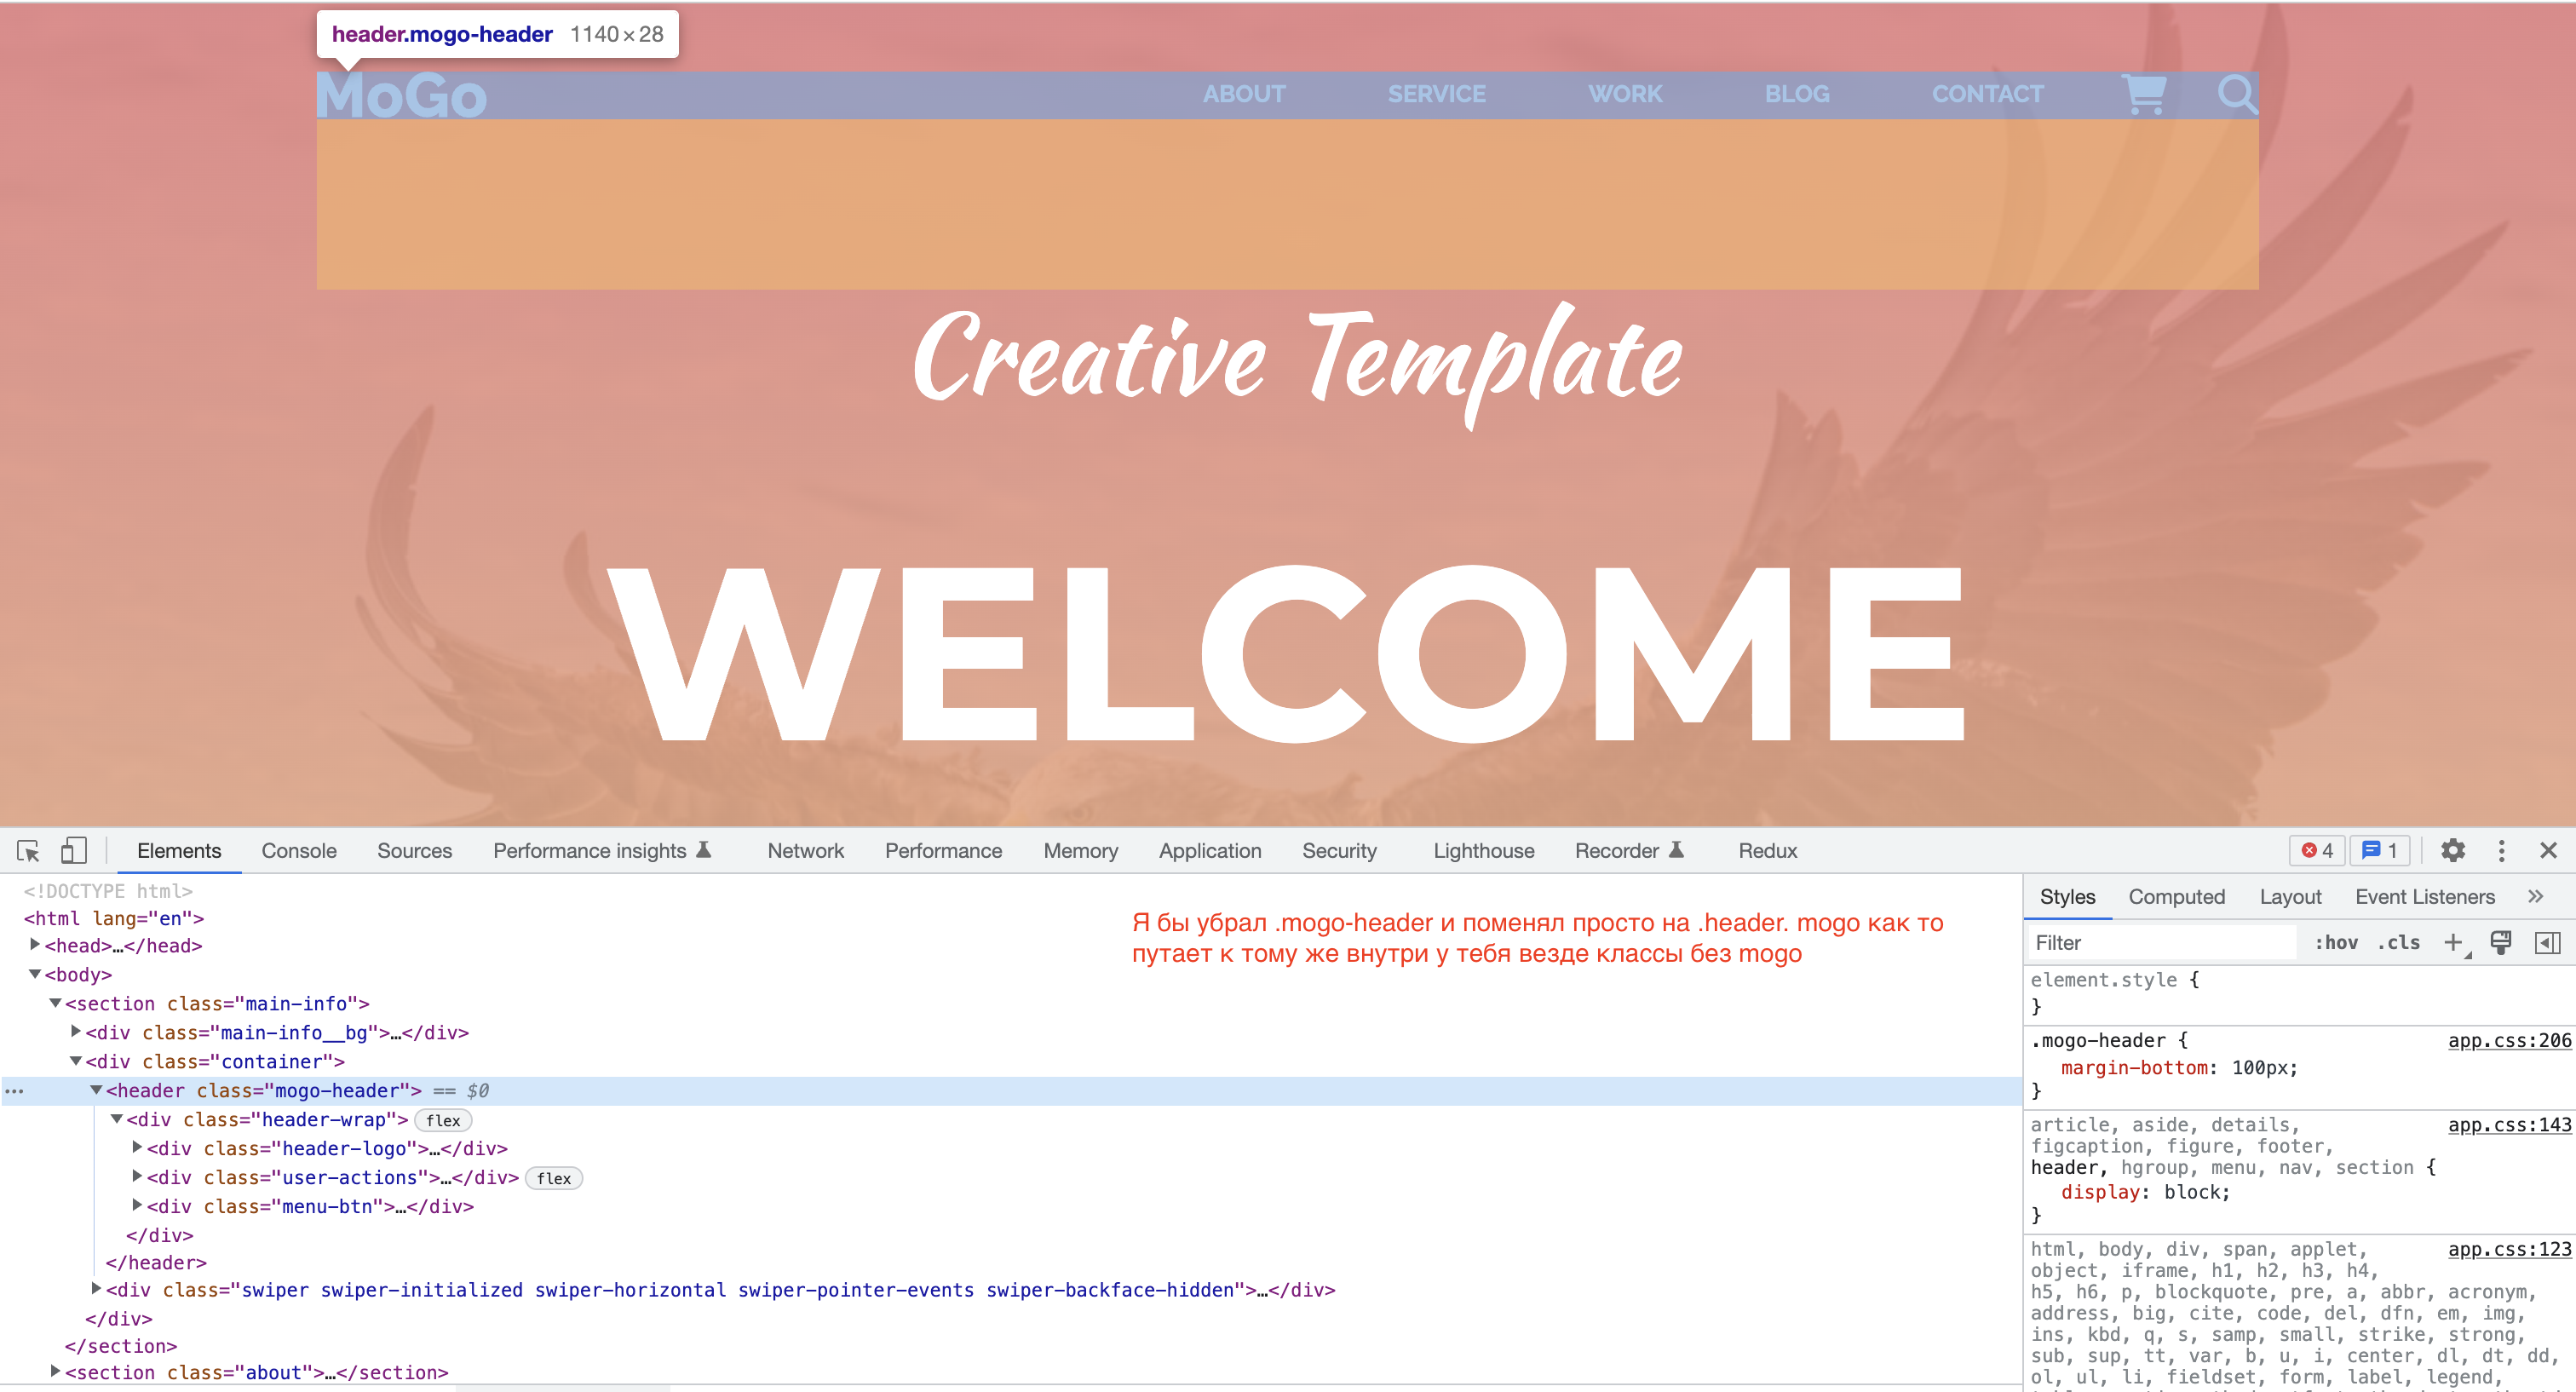 header.mogo-header 1140×28
MoGo ABOUT SERVICE WORK BLOG CONTACT
Creative Template
WELCOME
Elements Console Sources Performance insights Network Performance Memory Application Security Lighthouse Recorder Redux 4 1
<!DOCTYPE html>
<html lang="en">
<head>…</head>
<body>
<section class="main-info">
<div class="main-info__bg">…</div>
<div class="container">
<header class="mogo-header"> == $0
<div class="header-wrap"> flex
<div class="header-logo">…</div>
<div class="user-actions">…</div> flex
<div class="menu-btn">…</div>
</div>
</header>
<div class="swiper swiper-initialized swiper-horizontal swiper-pointer-events swiper-backface-hidden">…</div>
</div>
</section>
<section class="about">…</section>
Я бы убрал .mogo-header и поменял просто на .header. mogo как то
путает к тому же внутри у тебя везде классы без mogo
Styles Computed Layout Event Listeners »
Filter :hov .cls +
element.style {
}
.mogo-header { app.css:206
margin-bottom: 100px;
}
article, aside, details, app.css:143
figcaption, figure, footer,
header, hgroup, menu, nav, section {
display: block;
}
html, body, div, span, applet, app.css:123
object, iframe, h1, h2, h3, h4,
h5, h6, p, blockquote, pre, a, abbr, acronym,
address, big, cite, code, del, dfn, em, img,
ins, kbd, q, s, samp, small, strike, strong,
sub, sup, tt, var, b, u, i, center, dl, dt, dd,
ol, ul, li, fieldset, form, label, legend,